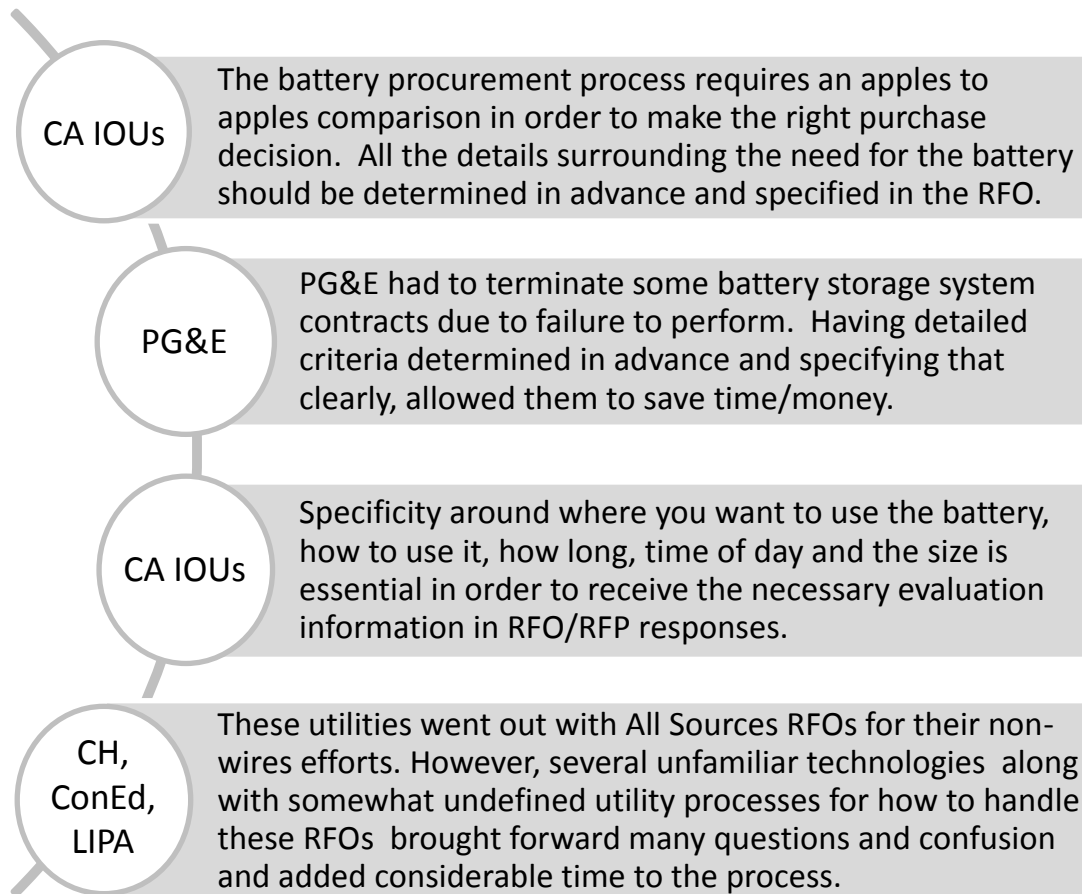 CA IOUs
The battery procurement process requires an apples to
apples comparison in order to make the right purchase
decision.  All the details surrounding the need for the battery
should be determined in advance and specified in the RFO.
PG&E
PG&E had to terminate some battery storage system
contracts due to failure to perform.  Having detailed
criteria determined in advance and specifying that
clearly, allowed them to save time/money.
CA IOUs
Specificity around where you want to use the battery,
how to use it, how long, time of day and the size is
essential in order to receive the necessary evaluation
information in RFO/RFP responses.
CH,
ConEd,
LIPA
These utilities went out with All Sources RFOs for their non-
wires efforts. However, several unfamiliar technologies  along
with somewhat undefined utility processes for how to handle
these RFOs  brought forward many questions and confusion
and added considerable time to the process.